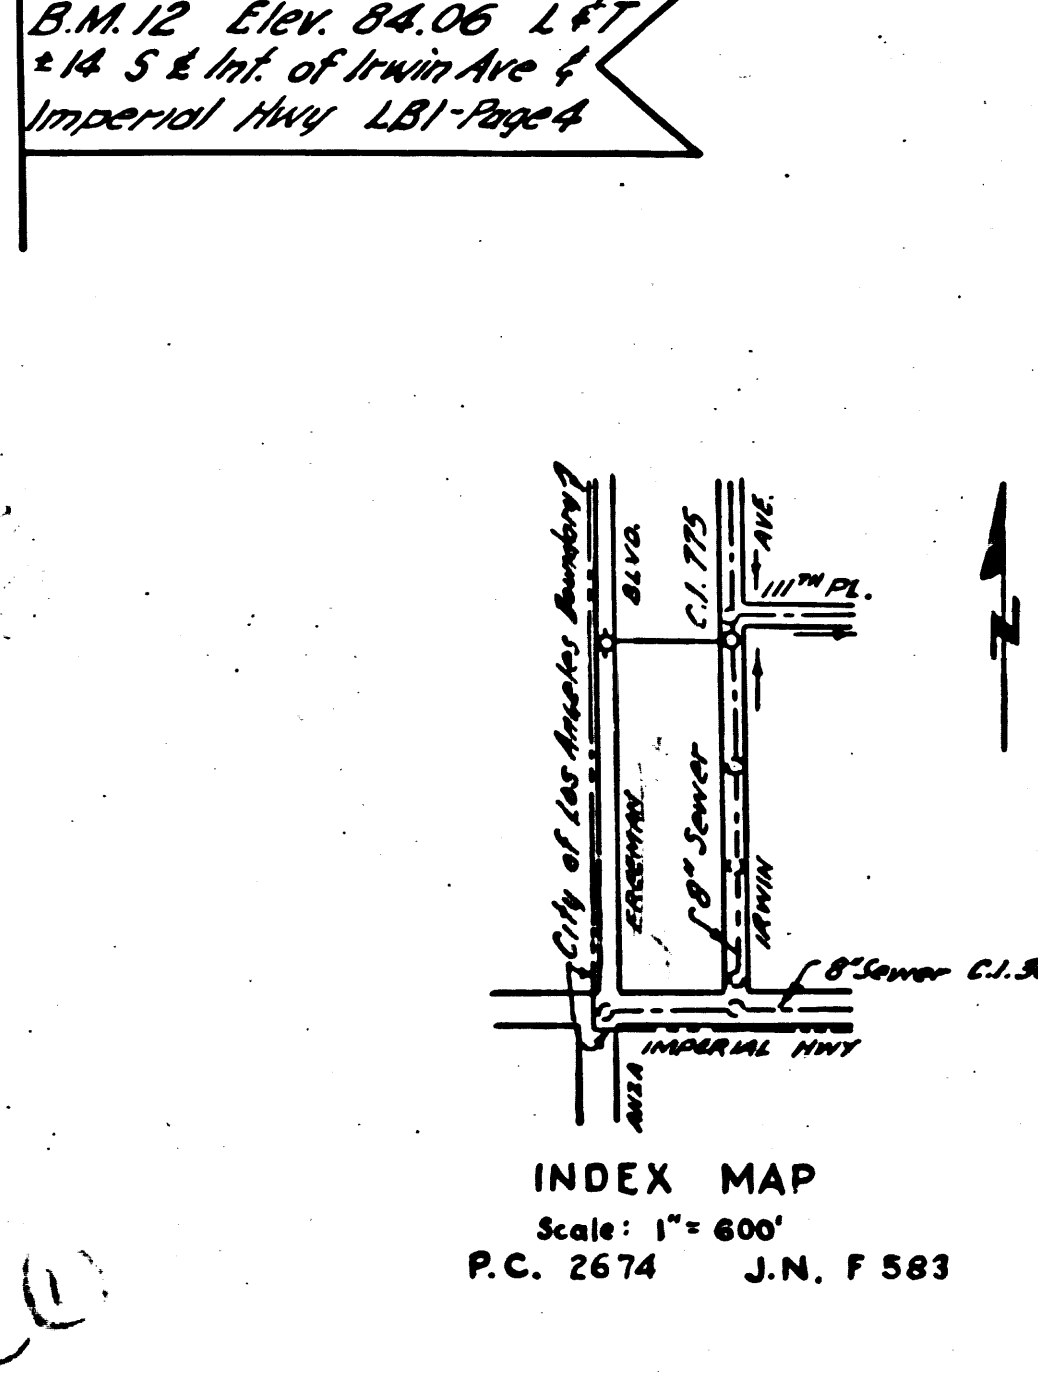 B.M. 12 Elev. 84.06 L & T
± 14 S ℄ Int. of Irwin Ave &
Imperial Hwy LB1-Page 4
City of Los Angeles Boundary
BLVD.
C.I. 775
AVE.
111TH PL.
N
FREEMAN
8" Sewer
IRWIN
8" Sewer C.I.
IMPERIAL HWY
ANZA
INDEX MAP
Scale: 1" = 600'
P.C. 2674 J.N. F 583
1